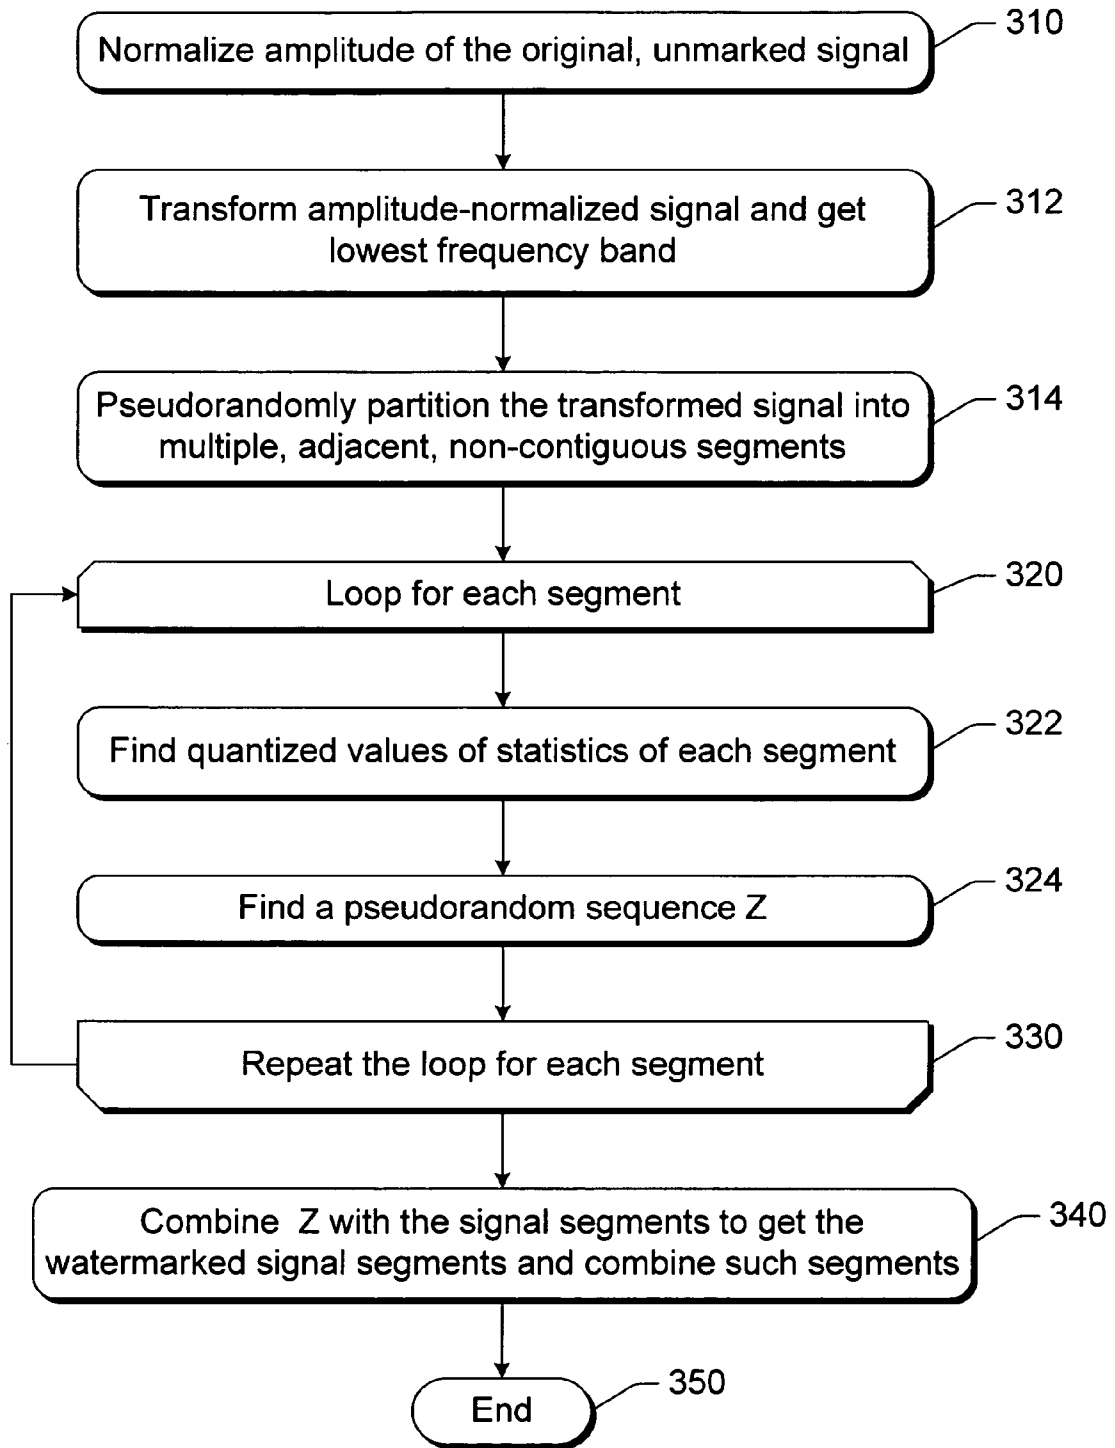 Normalize amplitude of the original, unmarked signal
310
Transform amplitude-normalized signal and get
lowest frequency band
312
Pseudorandomly partition the transformed signal into
multiple, adjacent, non-contiguous segments
314
Loop for each segment
320
Find quantized values of statistics of each segment
322
Find a pseudorandom sequence Z
324
Repeat the loop for each segment
330
Combine Z with the signal segments to get the
watermarked signal segments and combine such segments
340
End
350